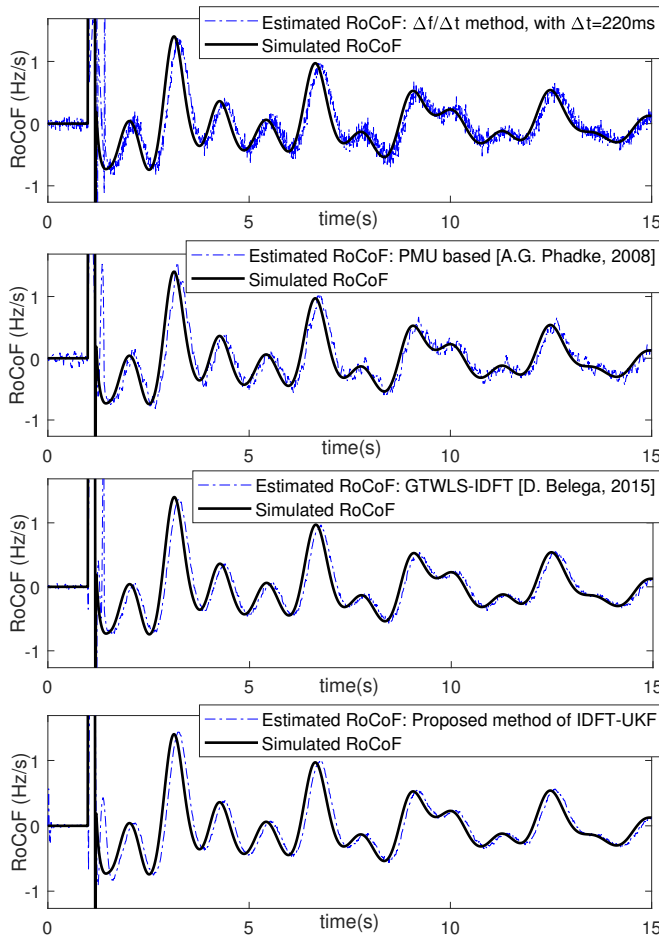 Estimated RoCoF: Δf/Δt method, with Δt=220ms
Simulated RoCoF
RoCoF (Hz/s)
1
0
-1
0
5
10
15
time(s)
Estimated RoCoF: PMU based [A.G. Phadke, 2008]
Simulated RoCoF
RoCoF (Hz/s)
1
0
-1
0
5
10
15
time(s)
Estimated RoCoF: GTWLS-IDFT [D. Belega, 2015]
Simulated RoCoF
RoCoF (Hz/s)
1
0
-1
0
5
10
15
time(s)
Estimated RoCoF: Proposed method of IDFT-UKF
Simulated RoCoF
RoCoF (Hz/s)
1
0
-1
0
5
10
15
time(s)